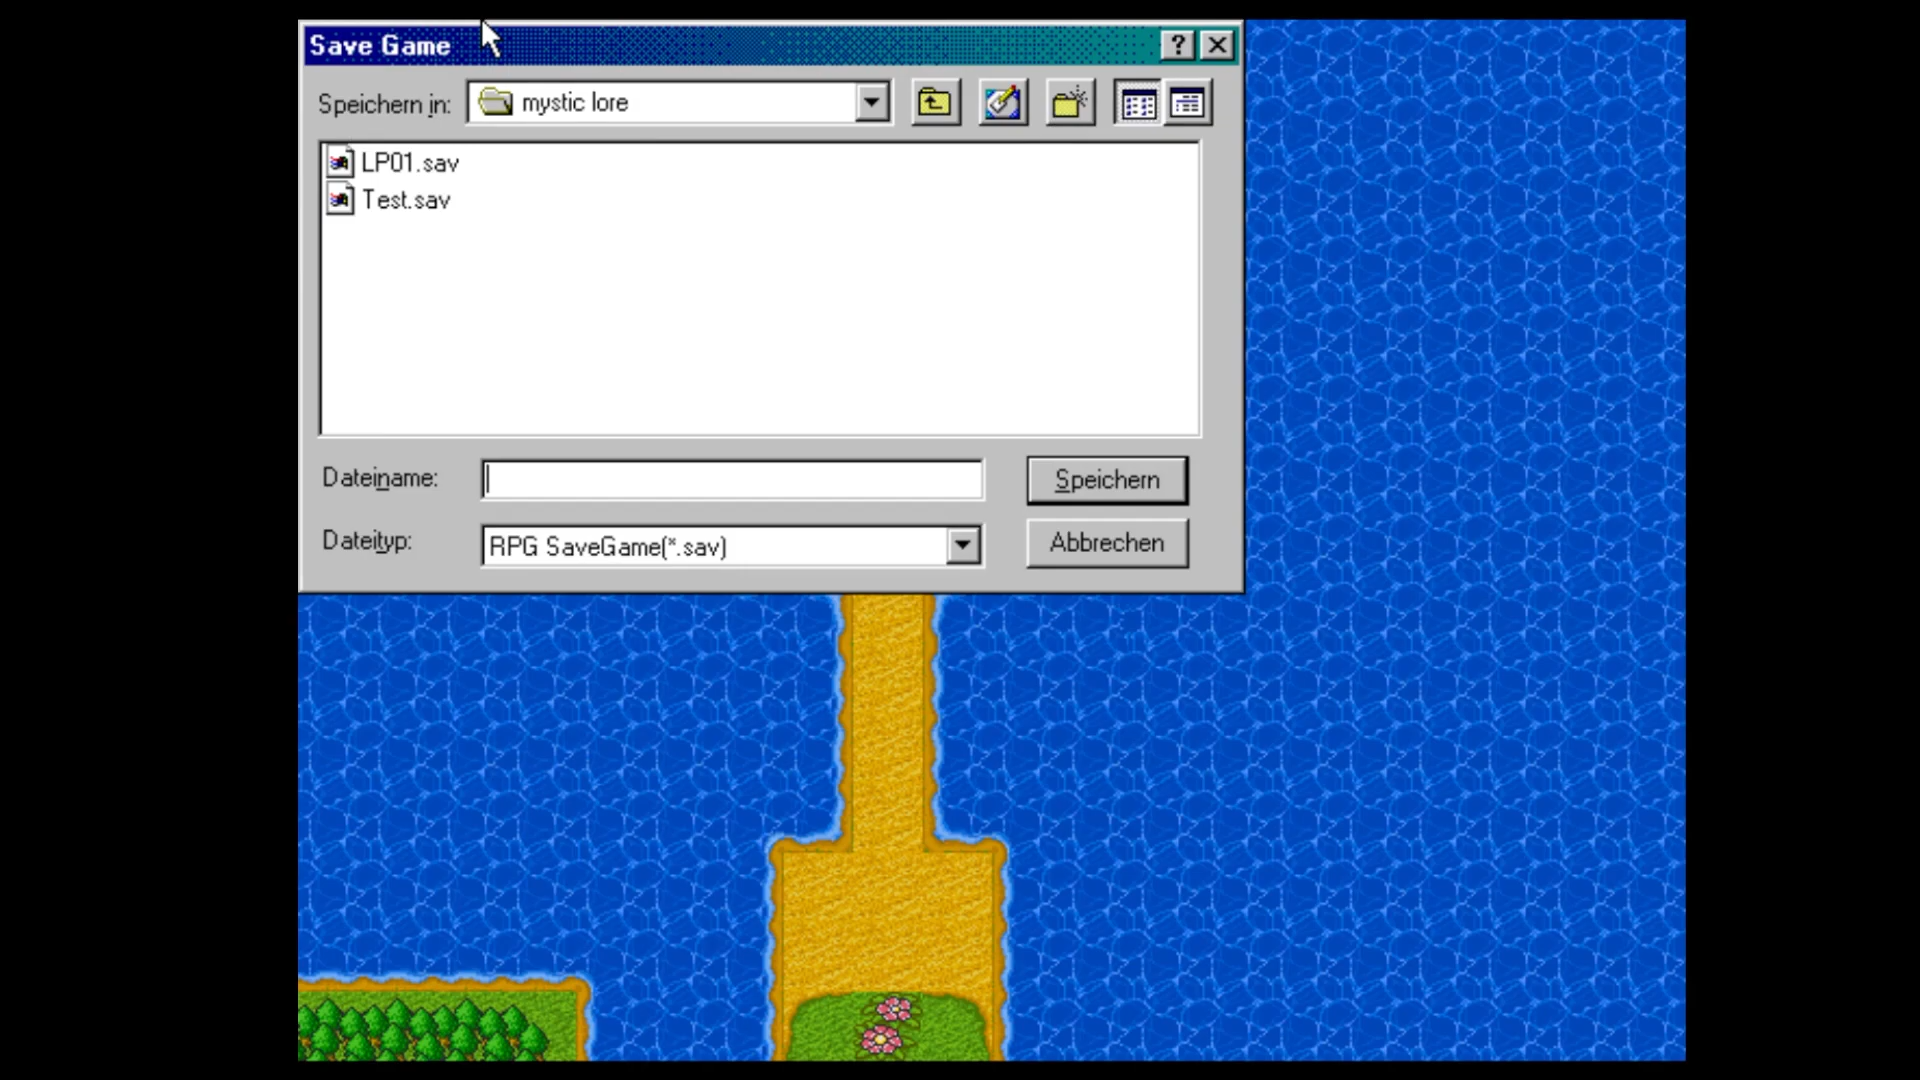 Save Game
Speichern in: mystic lore
LP01.sav
Test.sav
Dateiname:
Speichern
Dateityp: RPG SaveGame(*.sav)
Abbrechen